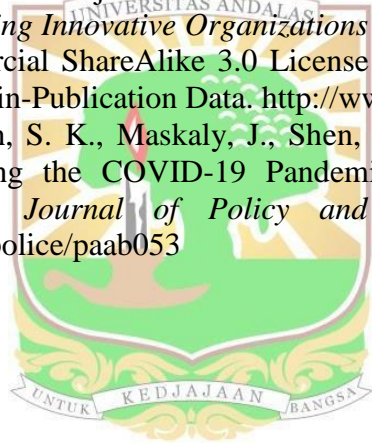 UNIVERSITAS ANDALAS
ing Innovative Organizations
rcial ShareAlike 3.0 License
in-Publication Data. http://ww
n, S. K., Maskaly, J., Shen,
ng the COVID-19 Pandemi
Journal of Policy and
police/paab053
UNTUK KEDJAJAAN BANGSA